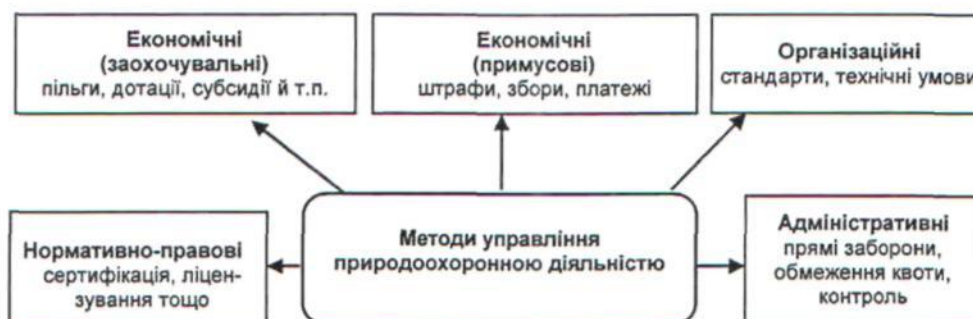 Економічні
(заохочувальні)
пільги, дотації, субсидії й т.п.
Економічні
(примусові)
штрафи, збори, платежі
Організаційні
стандарти, технічні умови
Нормативно-правові
сертифікація, ліцен-
зування тощо
Методи управління
природоохоронною діяльністю
Адміністративні
прямі заборони,
обмеження квоти,
контроль